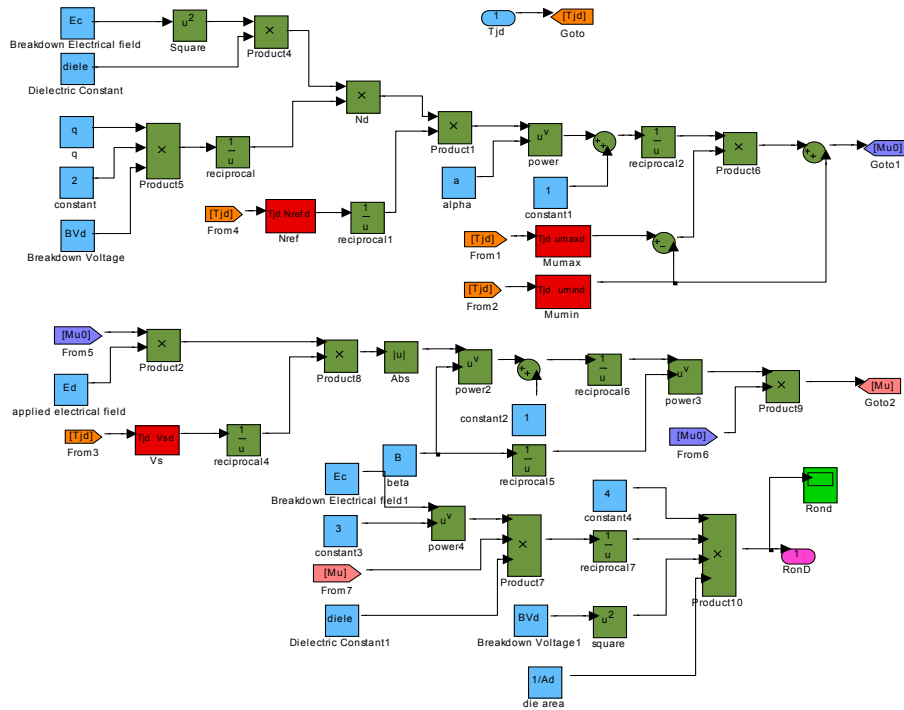 Ec
Breakdown Electrical field
u²
Square
Product4
1
Tjd
[Tjd]
Goto
diele
Dielectric Constant
Nd
q
q
2
constant
BVd
Breakdown Voltage
Product5
1
u
reciprocal
Product1
u^v
power
a
alpha
1
constant1
1
u
reciprocal2
Product6
[Mu0]
Goto1
[Tjd]
From4
Tjd Nrefd
Nref
1
u
reciprocal1
[Tjd]
From1
Tjd umaxd
Mumax
[Tjd]
From2
Tjd umind
Mumin
[Mu0]
From5
Product2
Ed
applied electrical field
[Tjd]
From3
Tjd Vsd
Vs
1
u
reciprocal4
Product8
|u|
Abs
u^v
power2
constant2
1
1
u
reciprocal6
u^v
power3
Product9
[Mu]
Goto2
[Mu0]
From6
B
beta
1
u
reciprocal5
Ec
Breakdown Electrical field1
3
constant3
u^v
power4
[Mu]
From7
diele
Dielectric Constant1
Product7
4
constant4
1
u
reciprocal7
BVd
Breakdown Voltage1
u²
square
1/Ad
die area
Product10
Rond
1
RonD